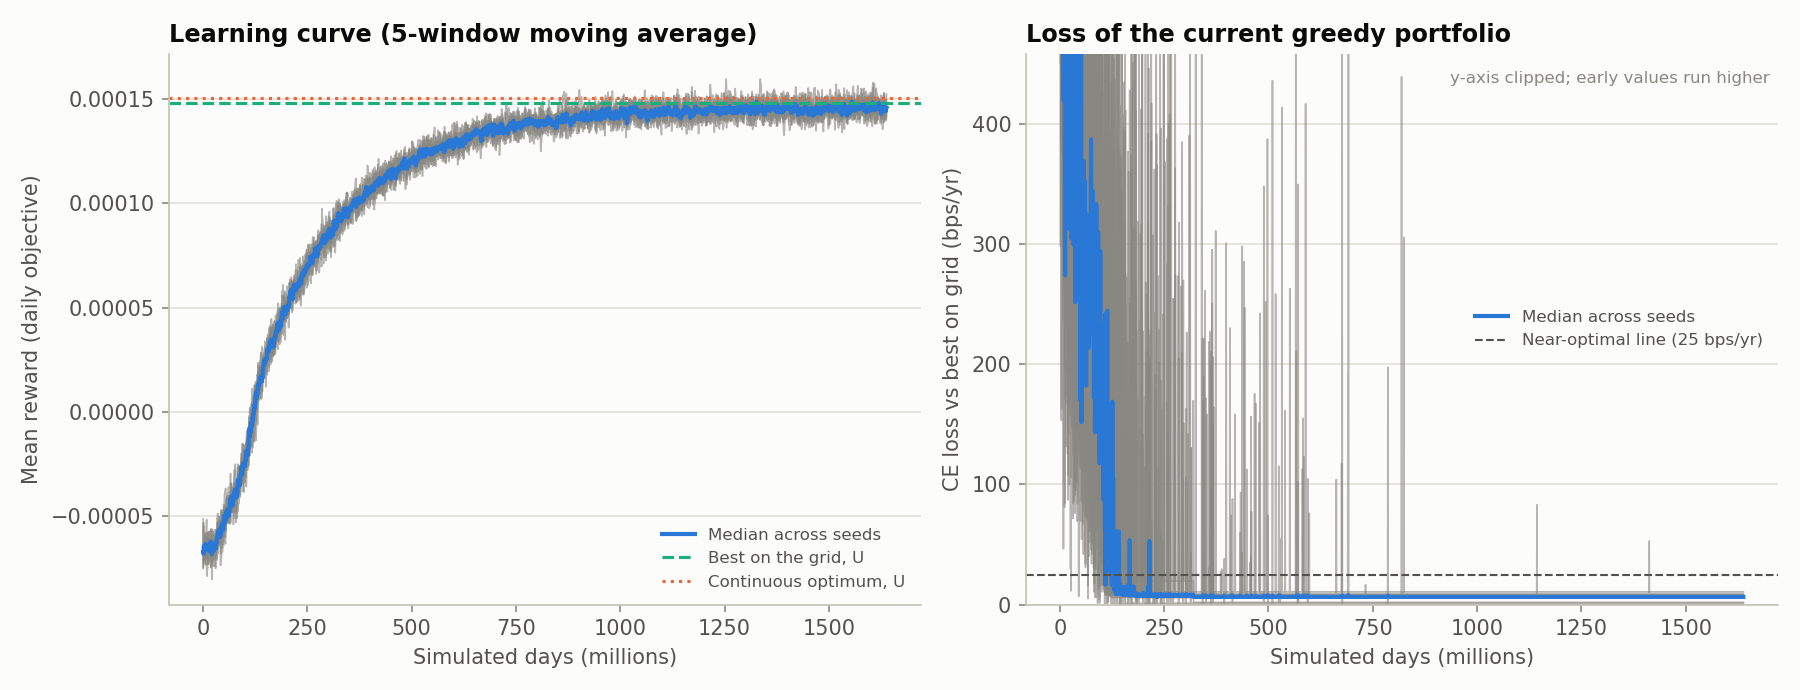 Learning curve (5-window moving average)
Mean reward (daily objective)
0.00015
0.00010
0.00005
0.00000
−0.00005
Median across seeds
Best on the grid, U
Continuous optimum, U
0
250
500
750
1000
1250
1500
Simulated days (millions)
Loss of the current greedy portfolio
y-axis clipped; early values run higher
CE loss vs best on grid (bps/yr)
400
300
200
100
0
Median across seeds
Near-optimal line (25 bps/yr)
0
250
500
750
1000
1250
1500
Simulated days (millions)